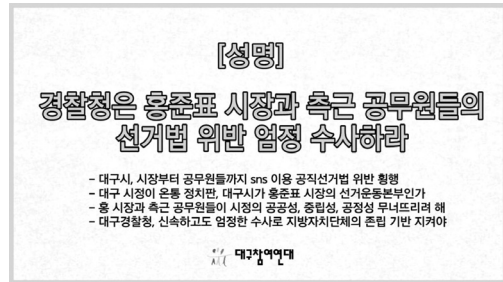 [성명]
경찰청은 홍준표 시장과 측근 공무원들의
선거법 위반 엄정 수사하라
- 대구시, 시장부터 공무원들까지 sns 이용 공직선거법 위반 횡행
- 대구 시정이 온통 정치판, 대구시가 홍준표 시장의 선거운동본부인가
- 홍 시장과 측근 공무원들이 시정의 공공성, 중립성, 공정성 무너뜨리려 해
- 대구경찰청, 신속하고도 엄정한 수사로 지방자치단체의 존립 기반 지켜야
대구참여연대